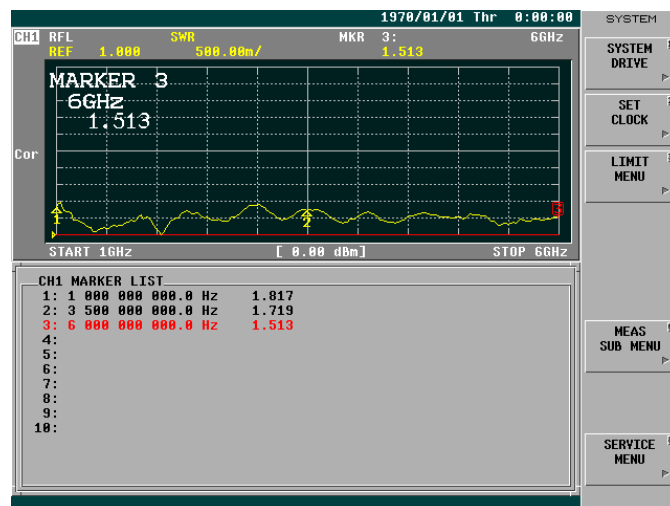 1970/01/01 Thr 0:00:00
CH1 RFL SWR MKR 3: 6GHz
REF 1.000 500.00m/ 1.513
MARKER 3
6GHz
1.513
Cor
1
2
START 1GHz [ 0.00 dBm] STOP 6GHz
CH1 MARKER LIST
1: 1 000 000 000.0 Hz 1.817
2: 3 500 000 000.0 Hz 1.719
3: 6 000 000 000.0 Hz 1.513
4:
5:
6:
7:
8:
9:
10:
SYSTEM
SYSTEM
DRIVE
SET
CLOCK
LIMIT
MENU
MEAS
SUB MENU
SERVICE
MENU